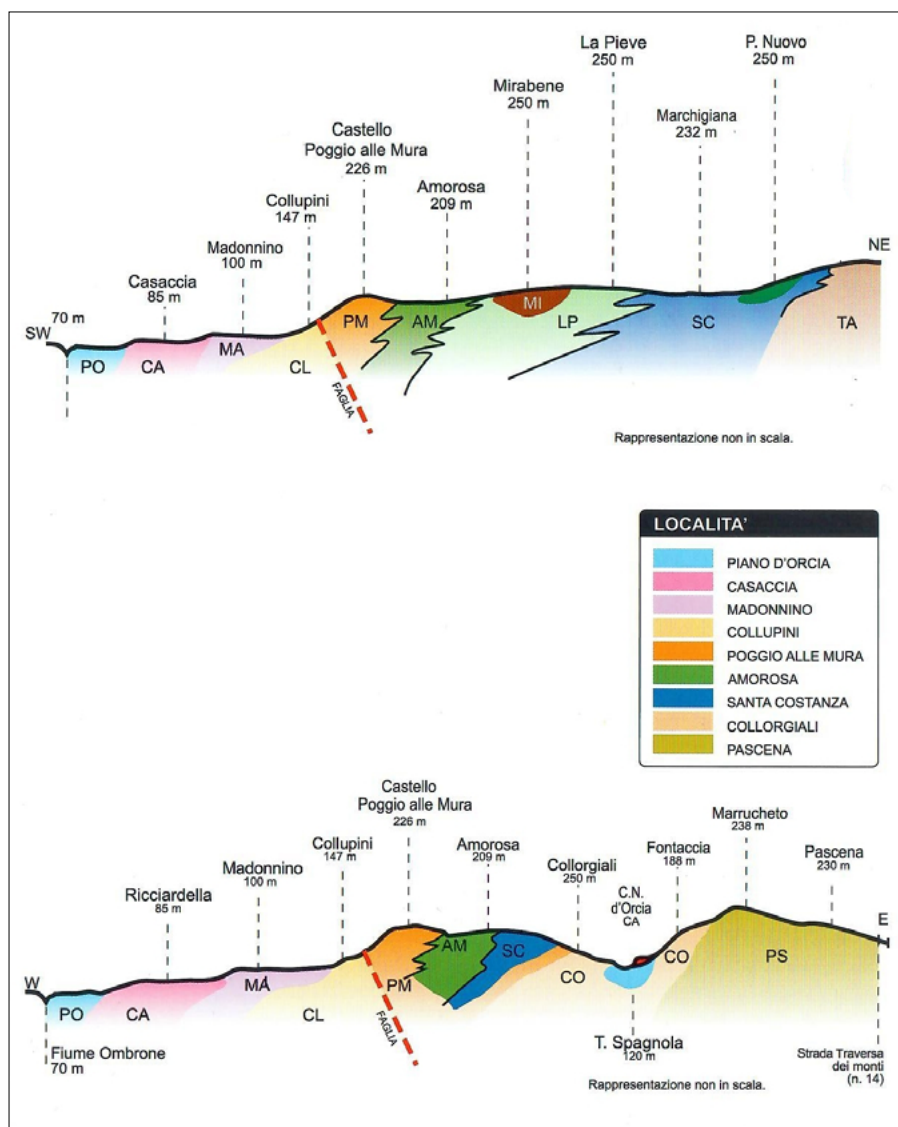 La Pieve
250 m
P. Nuovo
250 m
Mirabene
250 m
Marchigiana
232 m
Castello
Poggio alle Mura
226 m
Amorosa
209 m
Collupini
147 m
Madonnino
100 m
Casaccia
85 m
NE
70 m
SW
PO
CA
MA
CL
PM
AM
MI
LP
SC
TA
FAGLIA
Rappresentazione non in scala.
LOCALITA'
PIANO D'ORCIA
CASACCIA
MADONNINO
COLLUPINI
POGGIO ALLE MURA
AMOROSA
SANTA COSTANZA
COLLORGIALI
PASCENA
Castello
Poggio alle Mura
226 m
Marrucheto
238 m
Collupini
147 m
Amorosa
209 m
Fontaccia
188 m
Pascena
230 m
Madonnino
100 m
Collorgiali
250 m
Ricciardella
85 m
C.N.
d'Orcia
CA
E
W
PO
CA
MA
CL
PM
AM
SC
CO
CO
PS
FAGLIA
Fiume Ombrone
70 m
T. Spagnola
120 m
Strada Traversa
dei monti
(n. 14)
Rappresentazione non in scala.